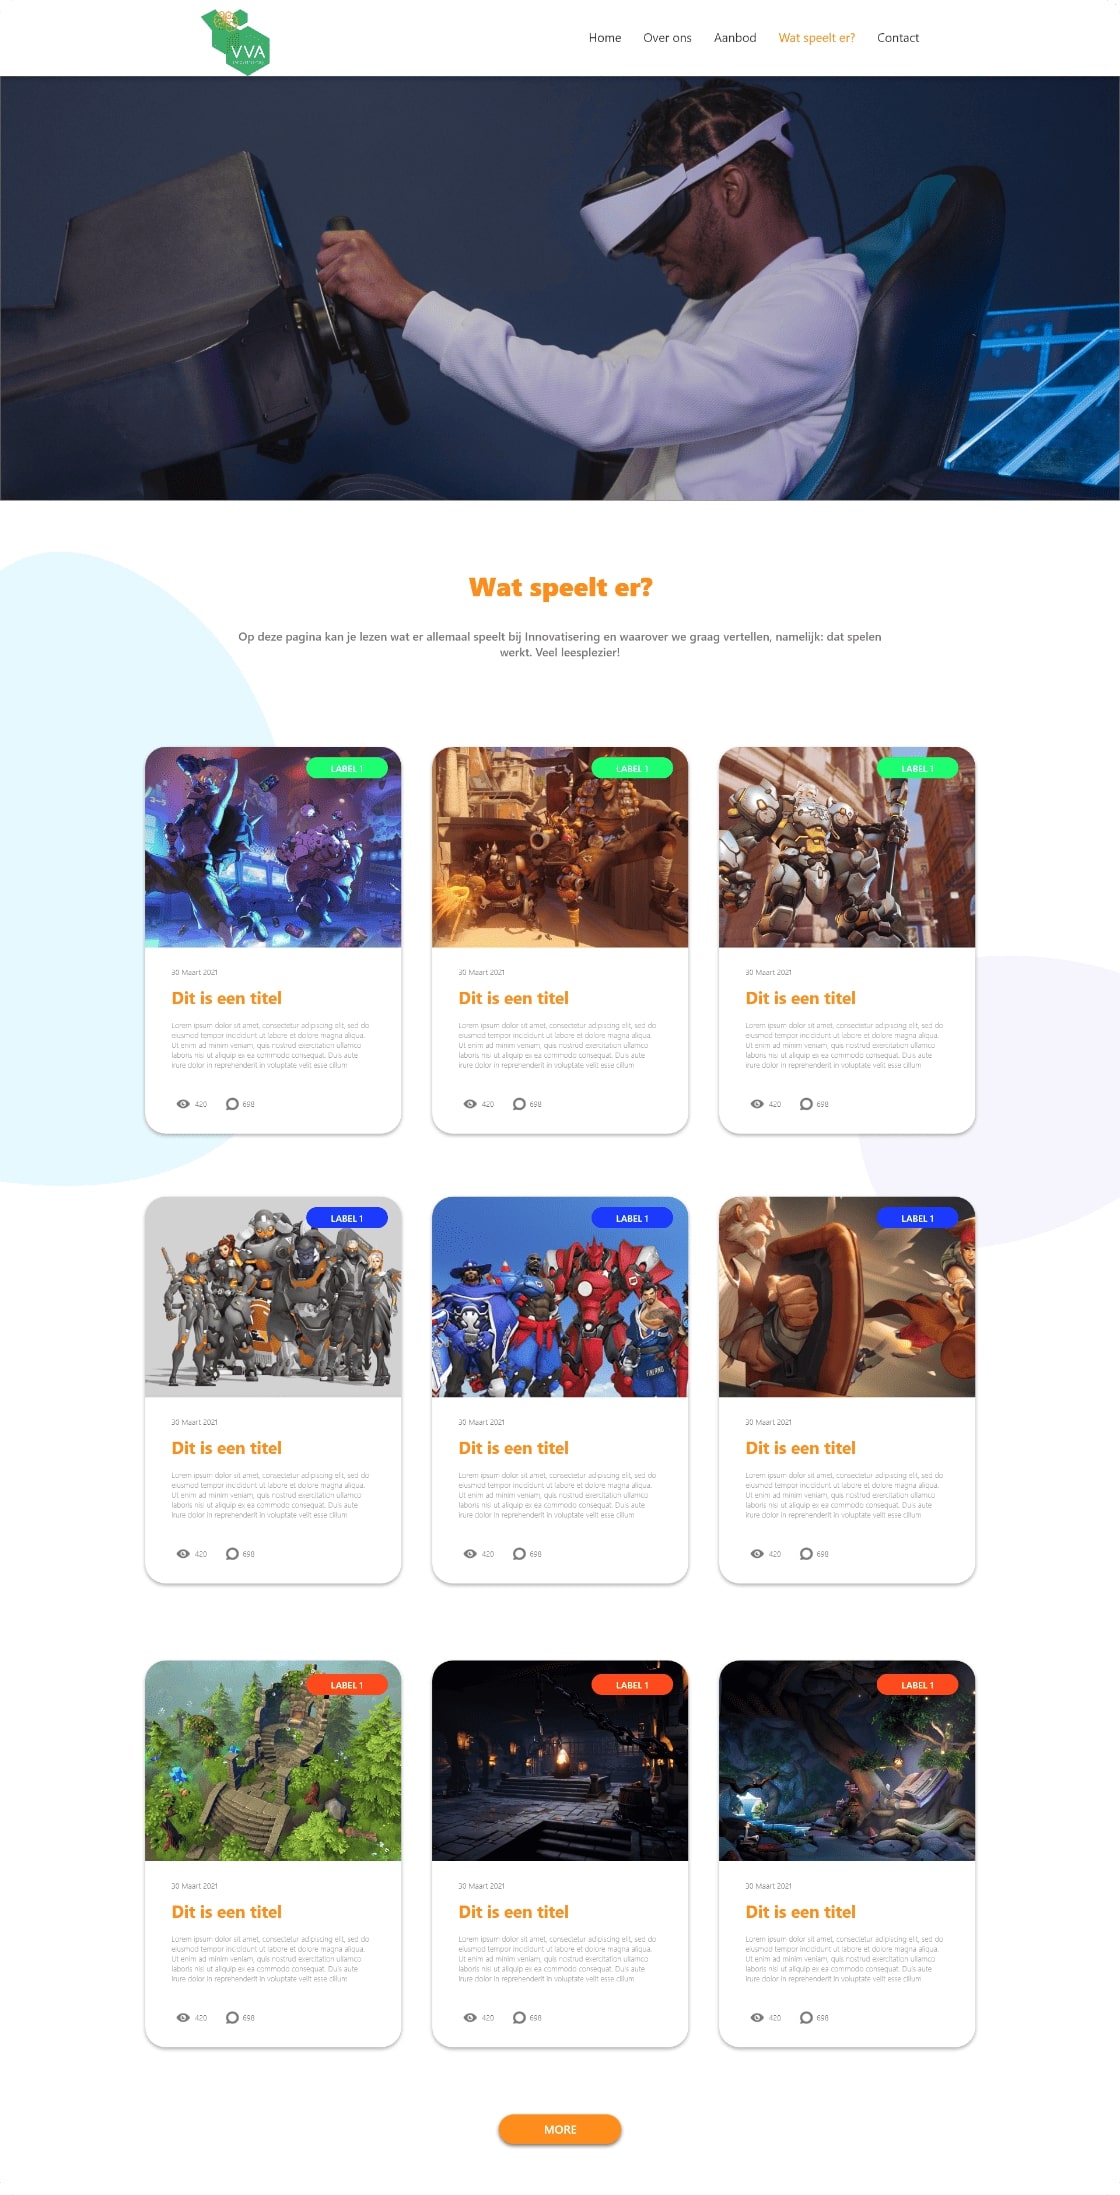 VVA
Home Over ons Aanbod Wat speelt er? Contact
Wat speelt er?
Op deze pagina kan je lezen wat er allemaal speelt bij Innovatisering en waarover we graag vertellen, namelijk: dat spelen
werkt. Veel leesplezier!
LABEL 1
30 Maart 2021
Dit is een titel
Lorem ipsum dolor sit amet, consectetur adipiscing elit, sed do
eiusmod tempor incididunt ut labore et dolore magna aliqua.
Ut enim ad minim veniam, quis nostrud exercitation ullamco
laboris nisi ut aliquip ex ea commodo consequat. Duis aute
irure dolor in reprehenderit in voluptate velit esse cillum
420 698
LABEL 1
30 Maart 2021
Dit is een titel
Lorem ipsum dolor sit amet, consectetur adipiscing elit, sed do
eiusmod tempor incididunt ut labore et dolore magna aliqua.
Ut enim ad minim veniam, quis nostrud exercitation ullamco
laboris nisi ut aliquip ex ea commodo consequat. Duis aute
irure dolor in reprehenderit in voluptate velit esse cillum
420 698
LABEL 1
30 Maart 2021
Dit is een titel
Lorem ipsum dolor sit amet, consectetur adipiscing elit, sed do
eiusmod tempor incididunt ut labore et dolore magna aliqua.
Ut enim ad minim veniam, quis nostrud exercitation ullamco
laboris nisi ut aliquip ex ea commodo consequat. Duis aute
irure dolor in reprehenderit in voluptate velit esse cillum
420 698
LABEL 1
30 Maart 2021
Dit is een titel
Lorem ipsum dolor sit amet, consectetur adipiscing elit, sed do
eiusmod tempor incididunt ut labore et dolore magna aliqua.
Ut enim ad minim veniam, quis nostrud exercitation ullamco
laboris nisi ut aliquip ex ea commodo consequat. Duis aute
irure dolor in reprehenderit in voluptate velit esse cillum
420 698
LABEL 1
30 Maart 2021
Dit is een titel
Lorem ipsum dolor sit amet, consectetur adipiscing elit, sed do
eiusmod tempor incididunt ut labore et dolore magna aliqua.
Ut enim ad minim veniam, quis nostrud exercitation ullamco
laboris nisi ut aliquip ex ea commodo consequat. Duis aute
irure dolor in reprehenderit in voluptate velit esse cillum
420 698
LABEL 1
30 Maart 2021
Dit is een titel
Lorem ipsum dolor sit amet, consectetur adipiscing elit, sed do
eiusmod tempor incididunt ut labore et dolore magna aliqua.
Ut enim ad minim veniam, quis nostrud exercitation ullamco
laboris nisi ut aliquip ex ea commodo consequat. Duis aute
irure dolor in reprehenderit in voluptate velit esse cillum
420 698
LABEL 1
30 Maart 2021
Dit is een titel
Lorem ipsum dolor sit amet, consectetur adipiscing elit, sed do
eiusmod tempor incididunt ut labore et dolore magna aliqua.
Ut enim ad minim veniam, quis nostrud exercitation ullamco
laboris nisi ut aliquip ex ea commodo consequat. Duis aute
irure dolor in reprehenderit in voluptate velit esse cillum
420 698
LABEL 1
30 Maart 2021
Dit is een titel
Lorem ipsum dolor sit amet, consectetur adipiscing elit, sed do
eiusmod tempor incididunt ut labore et dolore magna aliqua.
Ut enim ad minim veniam, quis nostrud exercitation ullamco
laboris nisi ut aliquip ex ea commodo consequat. Duis aute
irure dolor in reprehenderit in voluptate velit esse cillum
420 698
LABEL 1
30 Maart 2021
Dit is een titel
Lorem ipsum dolor sit amet, consectetur adipiscing elit, sed do
eiusmod tempor incididunt ut labore et dolore magna aliqua.
Ut enim ad minim veniam, quis nostrud exercitation ullamco
laboris nisi ut aliquip ex ea commodo consequat. Duis aute
irure dolor in reprehenderit in voluptate velit esse cillum
420 698
MORE